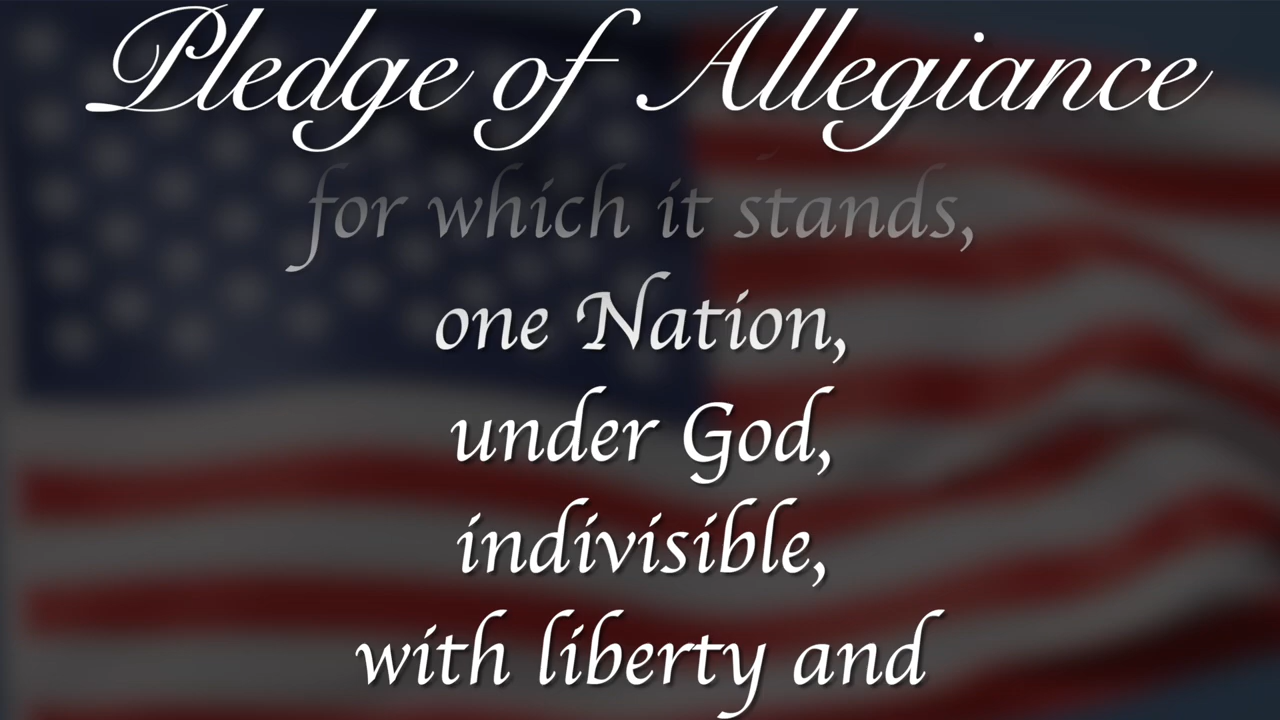 Pledge of Allegiance
for which it stands,
one Nation,
under God,
indivisible,
with liberty and